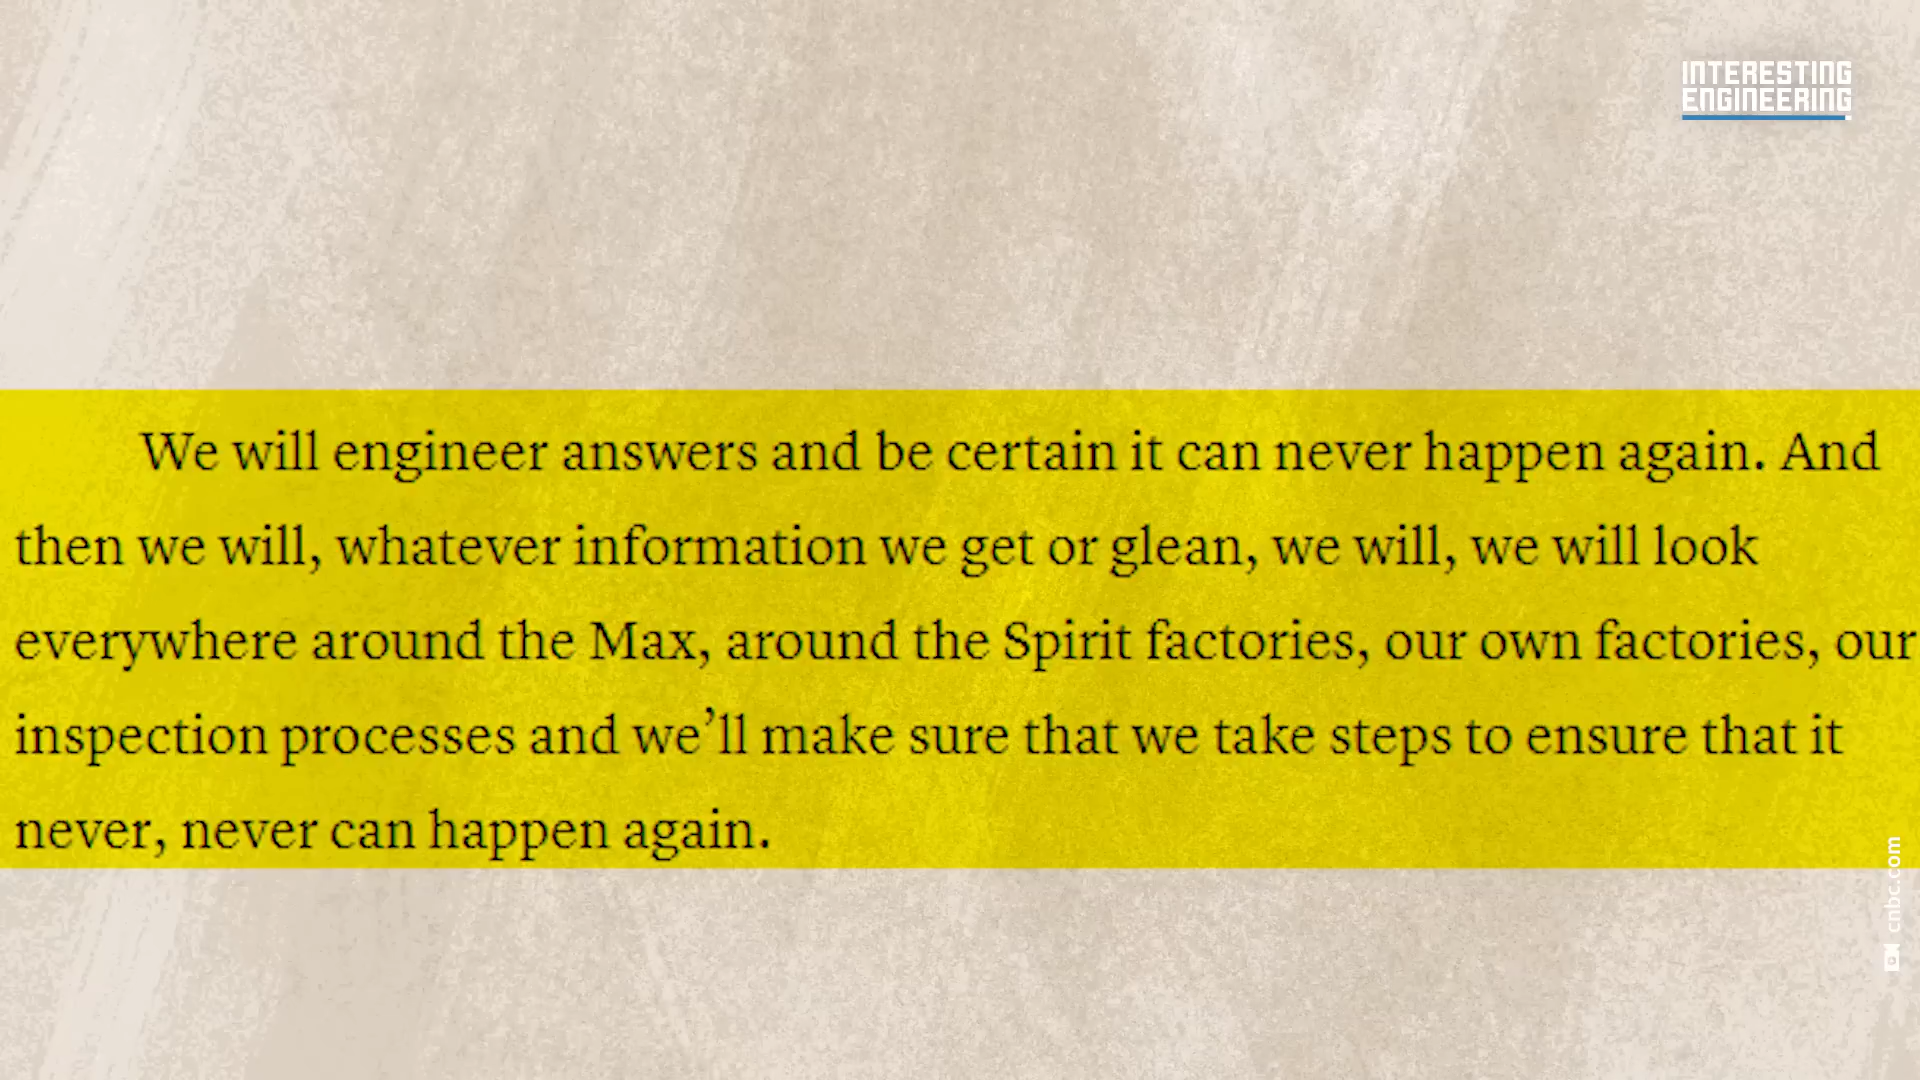 INTERESTING
ENGINEERING
We will engineer answers and be certain it can never happen again. And
then we will, whatever information we get or glean, we will, we will look
everywhere around the Max, around the Spirit factories, our own factories, our
inspection processes and we’ll make sure that we take steps to ensure that it
never, never can happen again.
cnbc.com